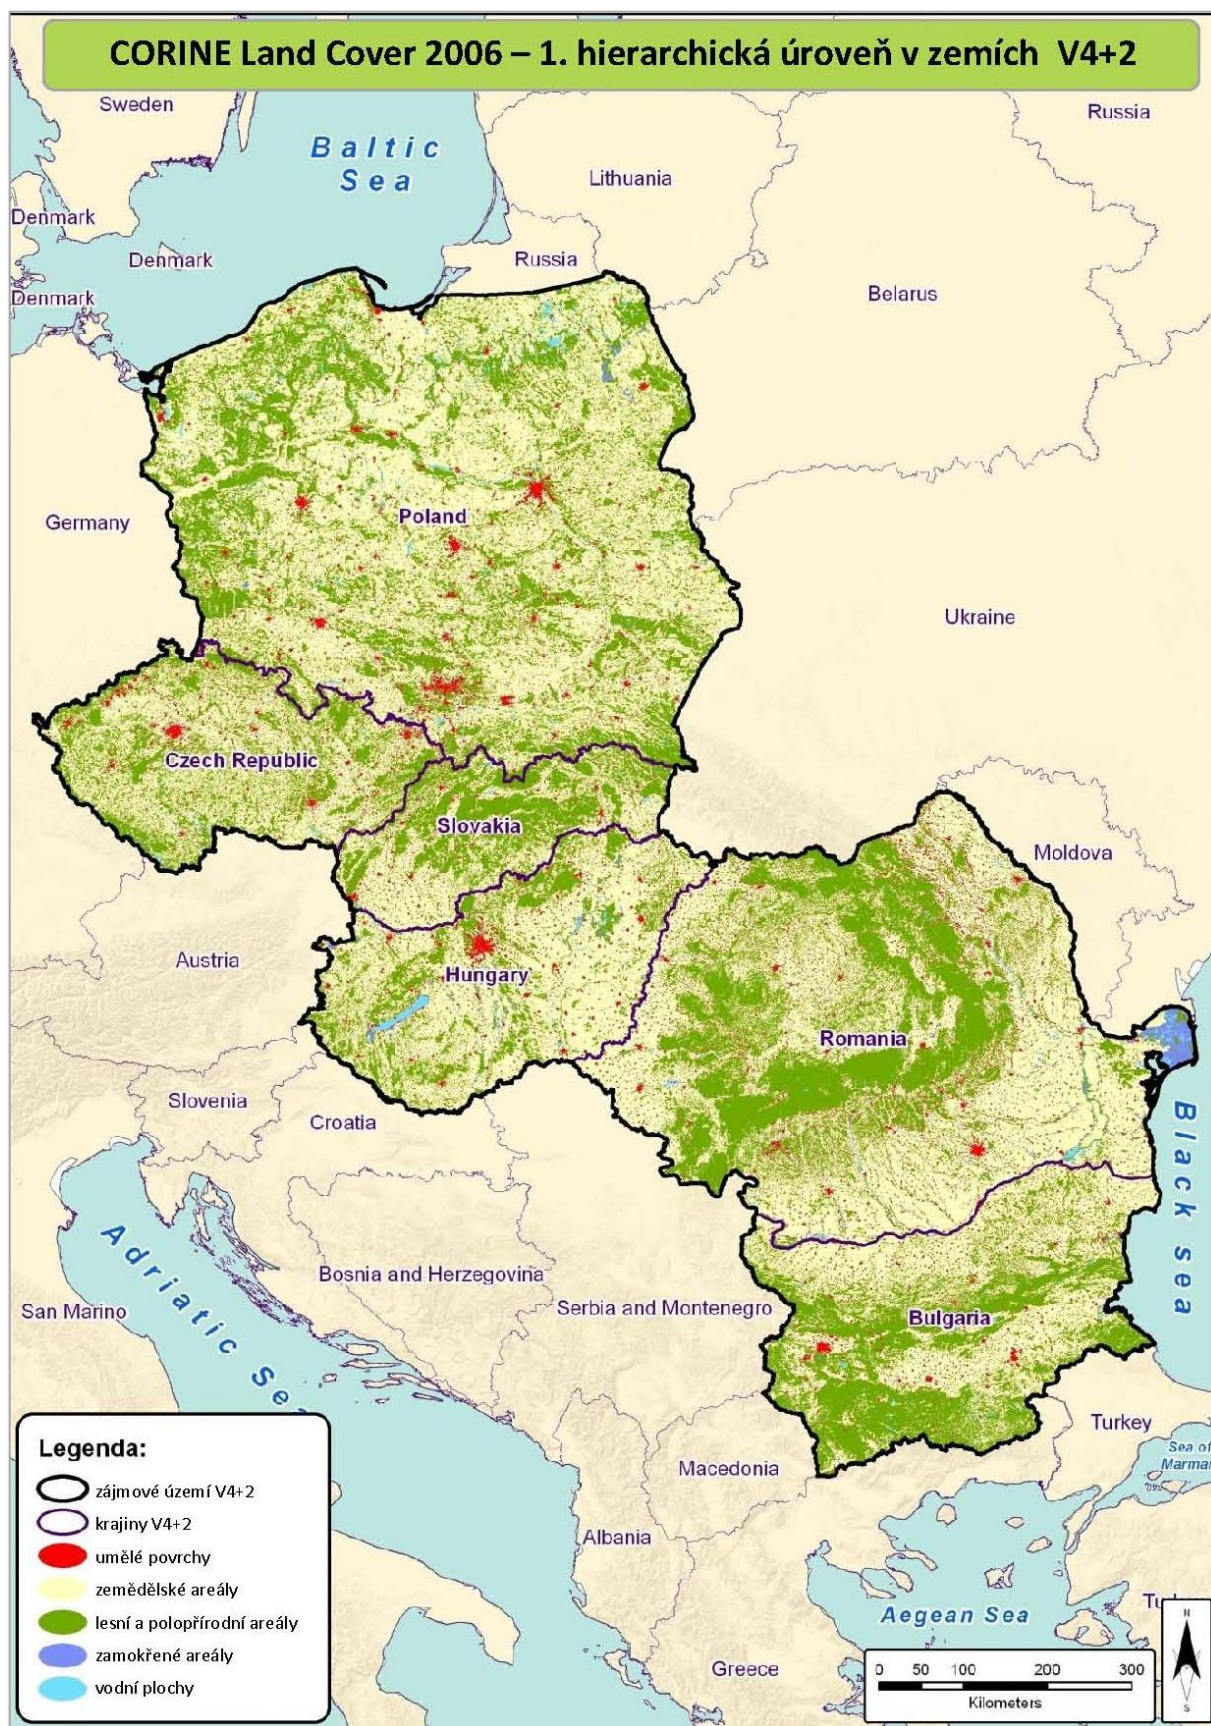 CORINE Land Cover 2006 – 1. hierarchická úroveň v zemích V4+2
Sweden
Russia
Baltic
Sea
Lithuania
Denmark
Denmark
Russia
Denmark
Belarus
Germany
Poland
Ukraine
Czech Republic
Slovakia
Moldova
Austria
Hungary
Romania
Slovenia
Croatia
Black sea
Adriatic
Bosnia and Herzegovina
San Marino
Serbia and Montenegro
Bulgaria
Turkey
Sea of
Macedonia
Albania
Aegean Sea
Greece
Legenda:
zájmové území V4+2
krajiny V4+2
umělé povrchy
zemědělské areály
lesní a polopřírodní areály
zamokřené areály
vodní plochy
0 50 100 200 300
Kilometers
N
S